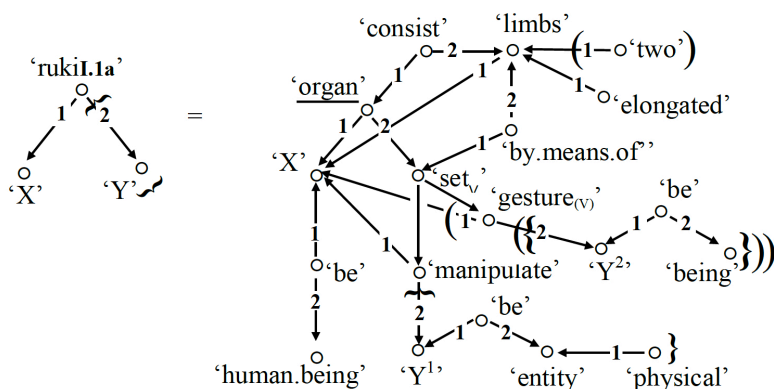 ‘consist’ ‘limbs’
2 ( 1 ‘two’)
‘rukiI.1a’ 1 1 1
‘organ’ 2 ‘elongated’
1 { 2 = 1 2 1 ‘by.means.of’’
‘X’ ‘setV’ ‘gesture(V)’ ‘be’
‘X’ ‘Y’} ( 1 ({ 2 1 2
1 1 ‘Y2’ ‘being’}))
‘be’ ‘manipulate’
2 { 2 ‘be’
1 2 1 }
‘human.being’ ‘Y1’ ‘entity’ ‘physical’